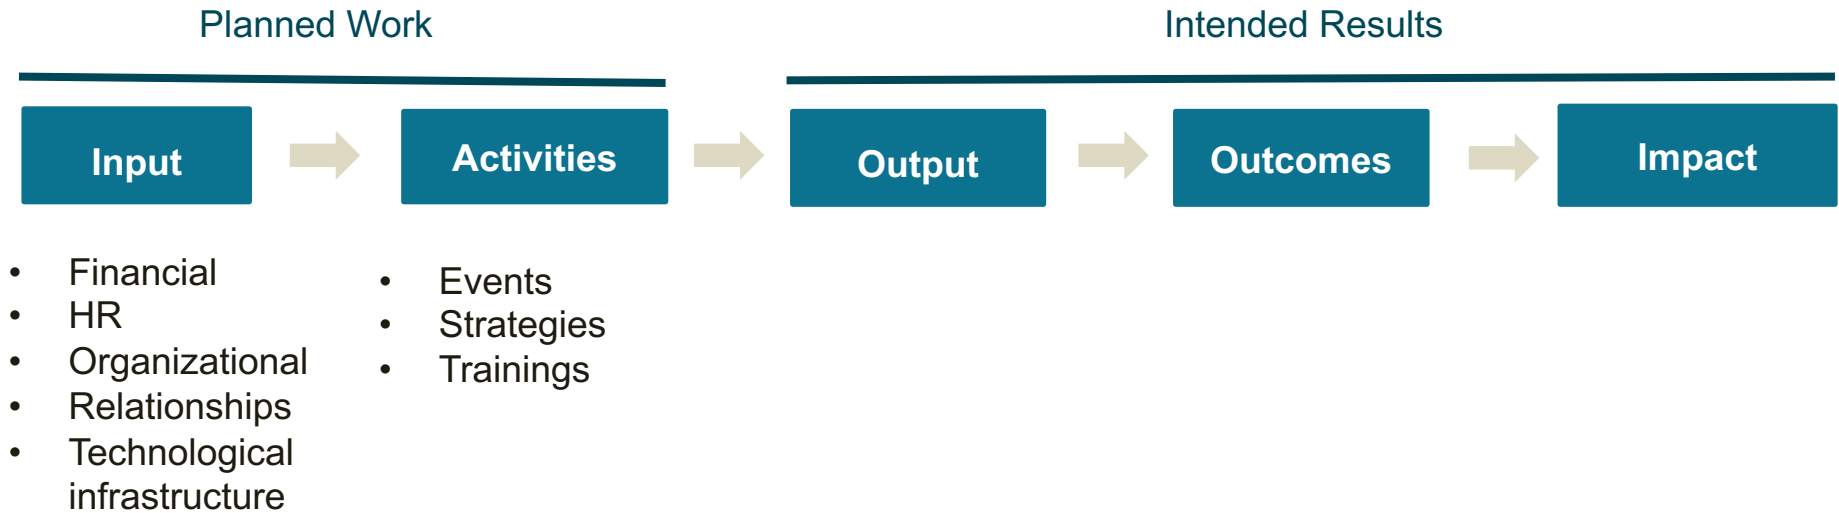 Planned Work
Intended Results
Input
Activities
Output
Outcomes
Impact
• Financial
• HR
• Organizational
• Relationships
• Technological
infrastructure
• Events
• Strategies
• Trainings